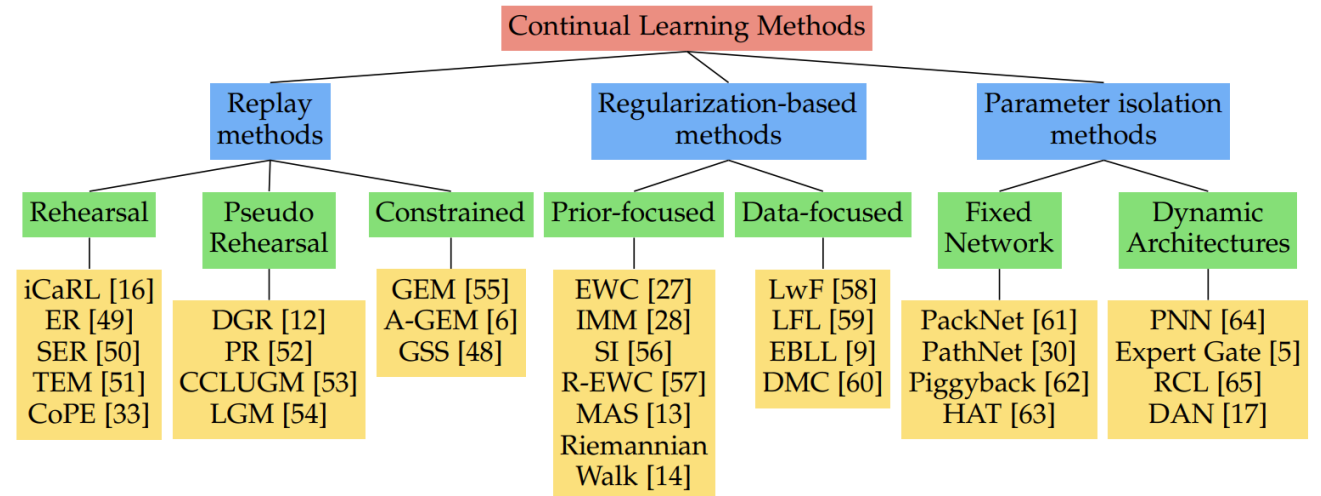 Continual Learning Methods
Replay
methods
Regularization-based
methods
Parameter isolation
methods
Rehearsal
Pseudo
Rehearsal
Constrained
Prior-focused
Data-focused
Fixed
Network
Dynamic
Architectures
iCaRL [16]
ER [49]
SER [50]
TEM [51]
CoPE [33]
DGR [12]
PR [52]
CCLUGM [53]
LGM [54]
GEM [55]
A-GEM [6]
GSS [48]
EWC [27]
IMM [28]
SI [56]
R-EWC [57]
MAS [13]
Riemannian
Walk [14]
LwF [58]
LFL [59]
EBLL [9]
DMC [60]
PackNet [61]
PathNet [30]
Piggyback [62]
HAT [63]
PNN [64]
Expert Gate [5]
RCL [65]
DAN [17]